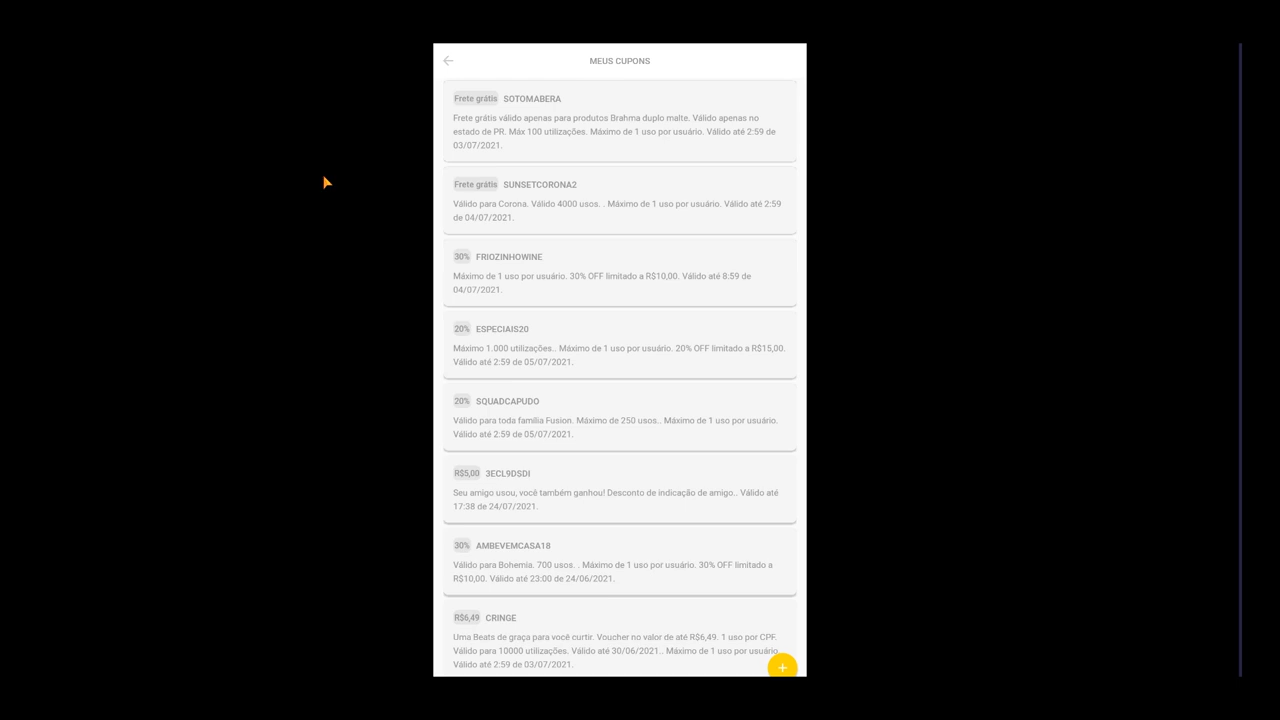 MEUS CUPONS
Frete grátis SOTOMABERA
Frete grátis válido apenas para produtos Brahma duplo malte. Válido apenas no
estado de PR. Máx 100 utilizações. Máximo de 1 uso por usuário. Válido até 2:59 de
03/07/2021.
Frete grátis SUNSETCORONA2
Válido para Corona. Válido 4000 usos. . Máximo de 1 uso por usuário. Válido até 2:59
de 04/07/2021.
30% FRIOZINHOWINE
Máximo de 1 uso por usuário. 30% OFF limitado a R$10,00. Válido até 8:59 de
04/07/2021.
20% ESPECIAIS20
Máximo 1.000 utilizações.. Máximo de 1 uso por usuário. 20% OFF limitado a R$15,00.
Válido até 2:59 de 05/07/2021.
20% SQUADCAPUDO
Válido para toda família Fusion. Máximo de 250 usos.. Máximo de 1 uso por usuário.
Válido até 2:59 de 05/07/2021.
R$5,00 3ECL9DSDI
Seu amigo usou, você também ganhou! Desconto de indicação de amigo.. Válido até
17:38 de 24/07/2021.
30% AMBEVEMCASA18
Válido para Bohemia. 700 usos. . Máximo de 1 uso por usuário. 30% OFF limitado a
R$10,00. Válido até 23:00 de 24/06/2021.
R$6,49 CRINGE
Uma Beats de graça para você curtir. Voucher no valor de até R$6,49. 1 uso por CPF.
Válido para 10000 utilizações. Válido até 30/06/2021.. Máximo de 1 uso por usuário.
Válido até 2:59 de 03/07/2021.
+